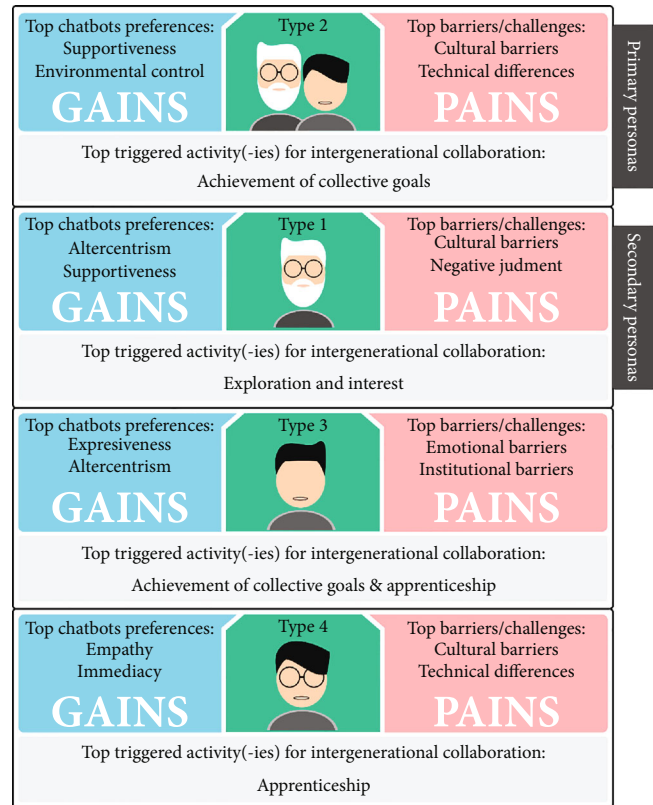 Top chatbots preferences:
Supportiveness
Environmental control
GAINS
Type 2
Top barriers/challenges:
Cultural barriers
Technical differences
PAINS
Top triggered activity(-ies) for intergenerational collaboration:
Achievement of collective goals
Primary personas
Top chatbots preferences:
Altercentrism
Supportiveness
GAINS
Type 1
Top barriers/challenges:
Cultural barriers
Negative judment
PAINS
Top triggered activity(-ies) for intergenerational collaboration:
Exploration and interest
Secondary personas
Top chatbots preferences:
Expresiveness
Altercentrism
GAINS
Type 3
Top barriers/challenges:
Emotional barriers
Institutional barriers
PAINS
Top triggered activity(-ies) for intergenerational collaboration:
Achievement of collective goals & apprenticeship
Top chatbots preferences:
Empathy
Immediacy
GAINS
Type 4
Top barriers/challenges:
Cultural barriers
Technical differences
PAINS
Top triggered activity(-ies) for intergenerational collaboration:
Apprenticeship